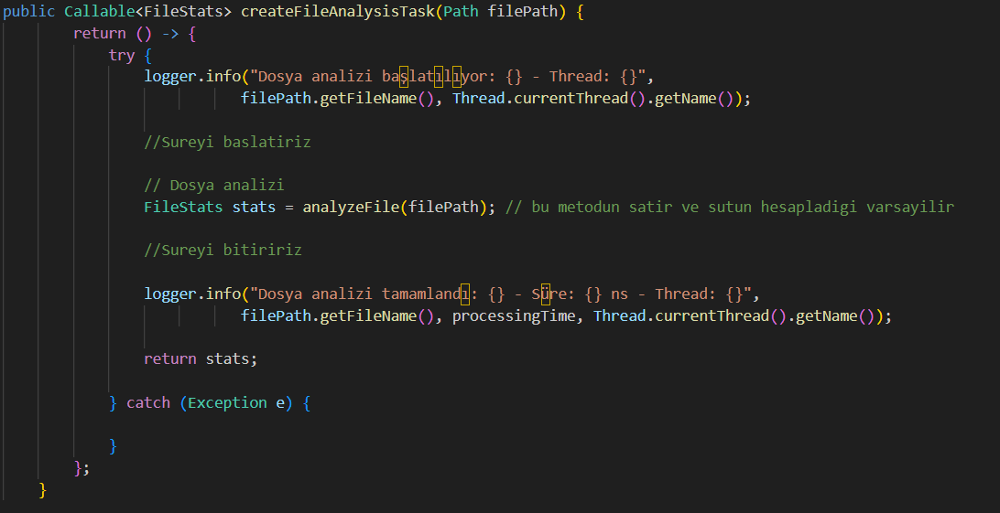 public Callable<FileStats> createFileAnalysisTask(Path filePath) {
return () -> {
try {
logger.info("Dosya analizi başlatılıyor: {} - Thread: {}",
filePath.getFileName(), Thread.currentThread().getName());
//Sureyi baslatiriz
// Dosya analizi
FileStats stats = analyzeFile(filePath); // bu metodun satir ve sutun hesapladigi varsayilir
//Sureyi bitiririz
logger.info("Dosya analizi tamamlandı: {} - Süre: {} ns - Thread: {}",
filePath.getFileName(), processingTime, Thread.currentThread().getName());
return stats;
} catch (Exception e) {
}
};
}